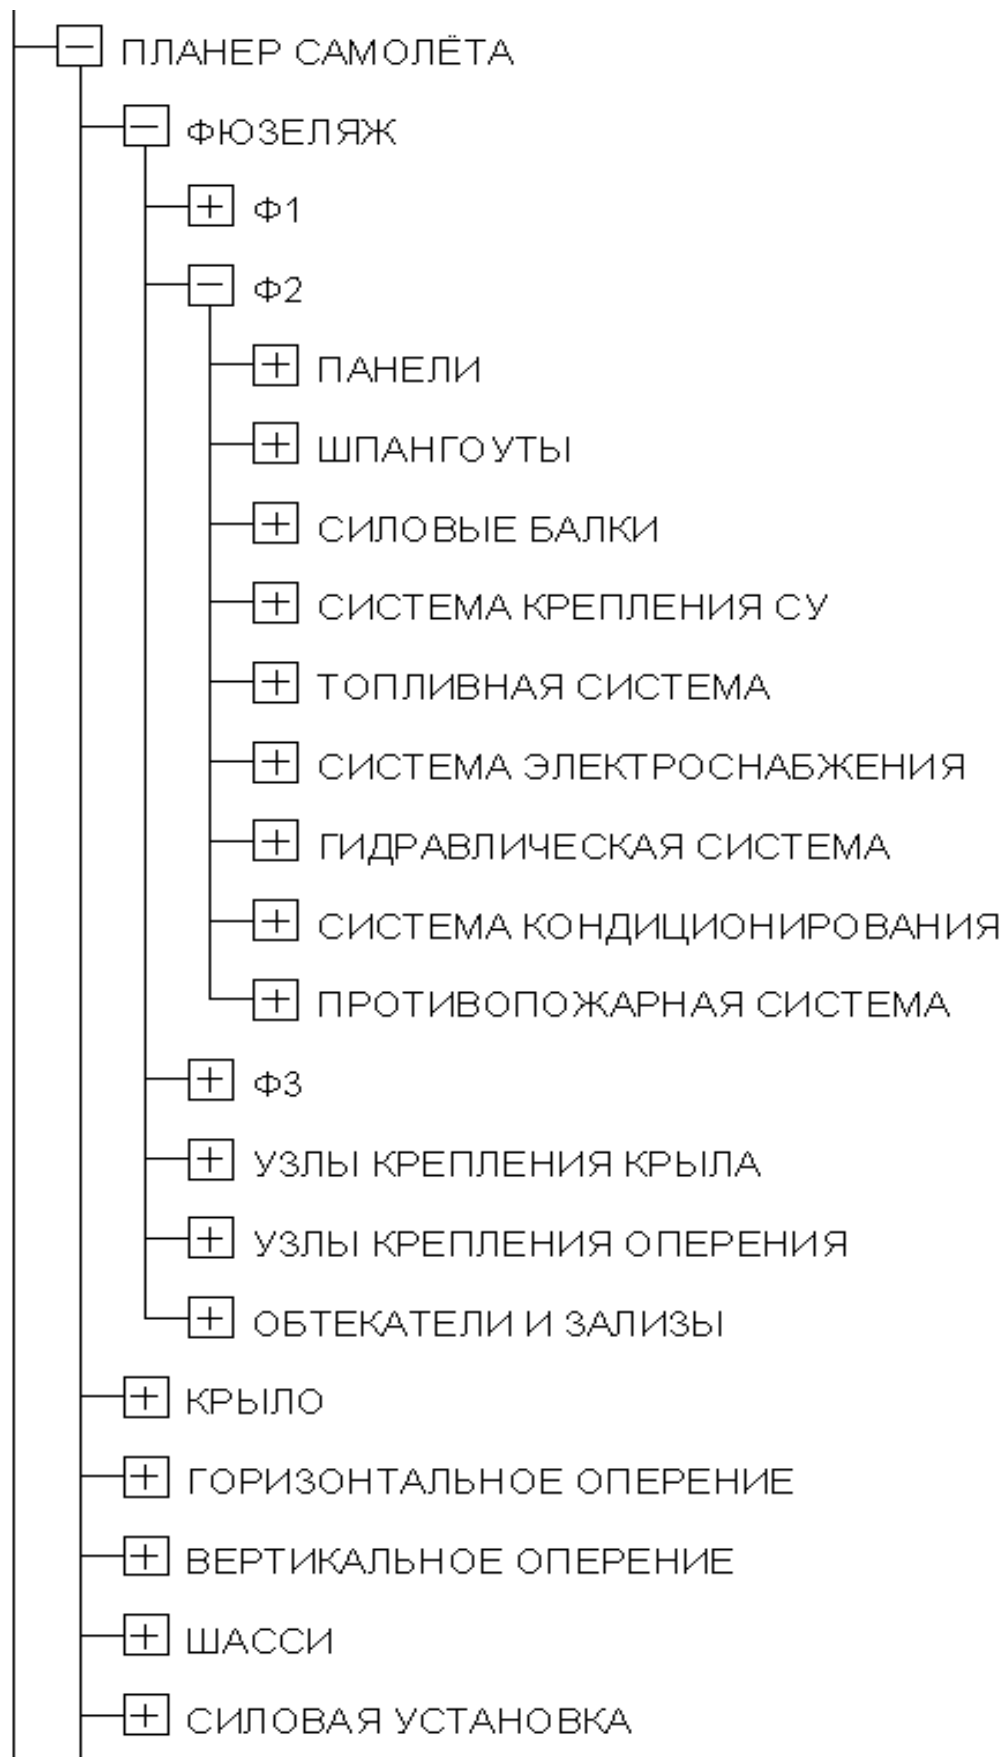 ПЛАНЕР САМОЛЁТА
ФЮЗЕЛЯЖ
Ф1
Ф2
ПАНЕЛИ
ШПАНГОУТЫ
СИЛОВЫЕ БАЛКИ
СИСТЕМА КРЕПЛЕНИЯ СУ
ТОПЛИВНАЯ СИСТЕМА
СИСТЕМА ЭЛЕКТРОСНАБЖЕНИЯ
ГИДРАВЛИЧЕСКАЯ СИСТЕМА
СИСТЕМА КОНДИЦИОНИРОВАНИЯ
ПРОТИВОПОЖАРНАЯ СИСТЕМА
Ф3
УЗЛЫ КРЕПЛЕНИЯ КРЫЛА
УЗЛЫ КРЕПЛЕНИЯ ОПЕРЕНИЯ
ОБТЕКАТЕЛИ И ЗАЛИЗЫ
КРЫЛО
ГОРИЗОНТАЛЬНОЕ ОПЕРЕНИЕ
ВЕРТИКАЛЬНОЕ ОПЕРЕНИЕ
ШАССИ
СИЛОВАЯ УСТАНОВКА